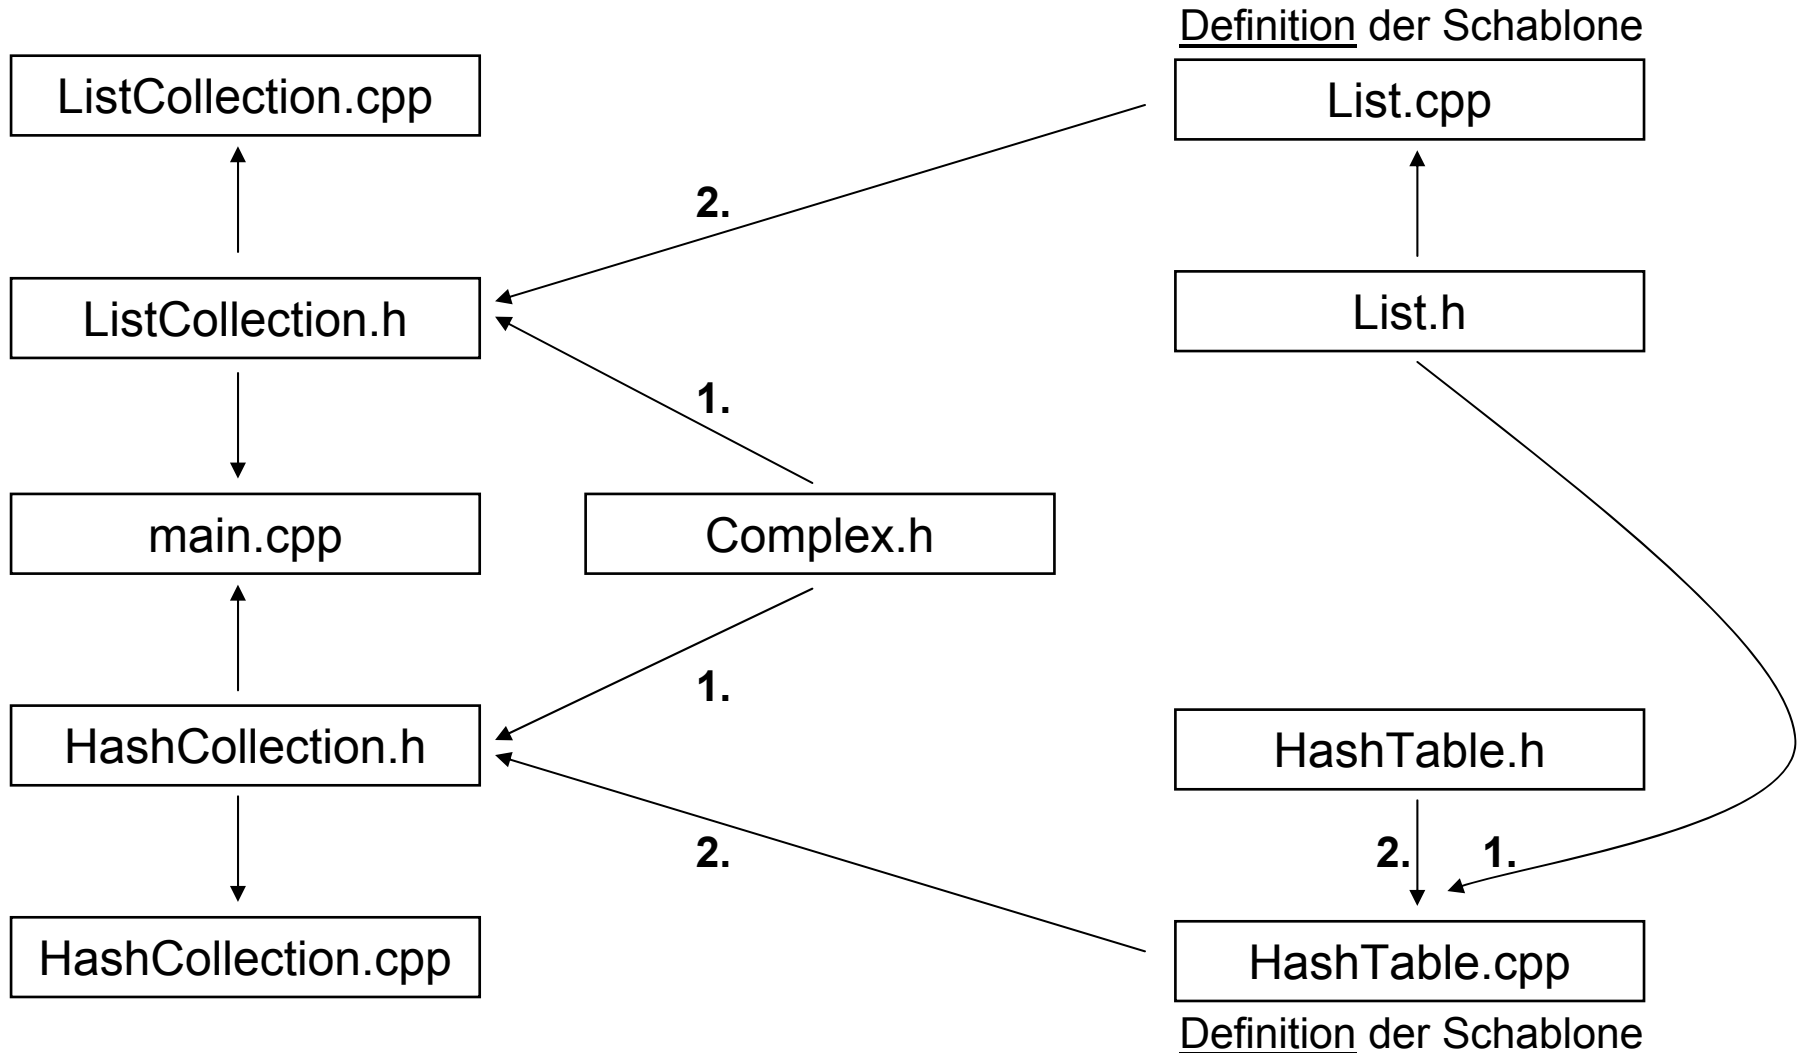 Definition der Schablone
ListCollection.cpp
List.cpp
2.
ListCollection.h
List.h
1.
main.cpp
Complex.h
1.
HashCollection.h
HashTable.h
2.
2.
1.
HashCollection.cpp
HashTable.cpp
Definition der Schablone